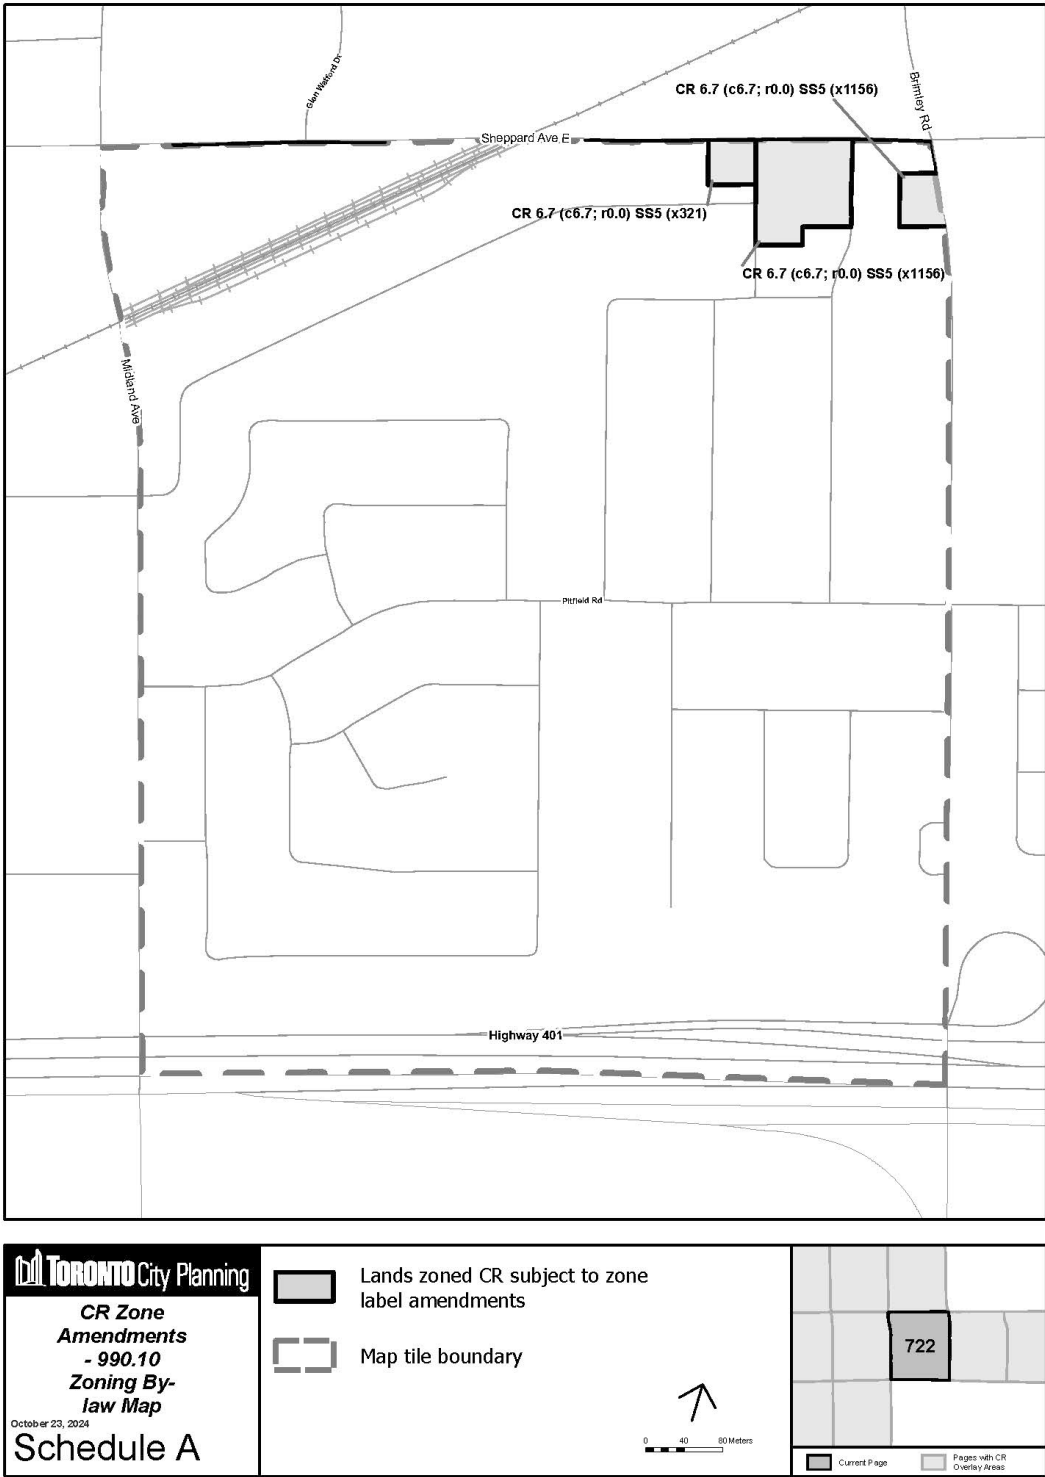 Glen Watford Dr
CR 6.7 (c6.7; r0.0) SS5 (x1156)
Brimley Rd
Sheppard Ave E
CR 6.7 (c6.7; r0.0) SS5 (x321)
CR 6.7 (c6.7; r0.0) SS5 (x1156)
Midland Ave
Pitfield Rd
Highway 401
TORONTO City Planning
CR Zone
Amendments
- 990.10
Zoning By-
law Map
October 23, 2024
Schedule A
Lands zoned CR subject to zone
label amendments
Map tile boundary
0 40 80 Meters
722
Current Page
Pages with CR
Overlay Areas